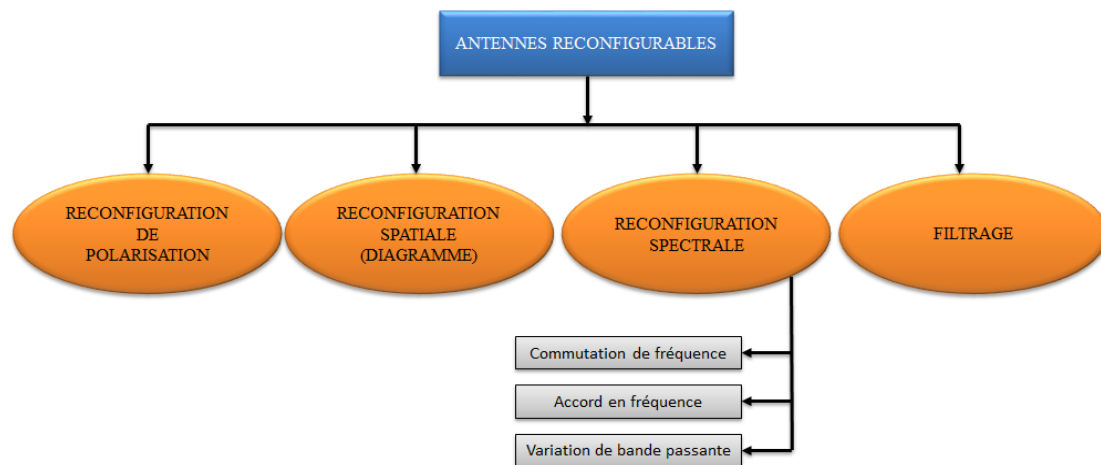 ANTENNES RECONFIGURABLES
RECONFIGURATION
DE
POLARISATION
RECONFIGURATION
SPATIALE
(DIAGRAMME)
RECONFIGURATION
SPECTRALE
FILTRAGE
Commutation de fréquence
Accord en fréquence
Variation de bande passante